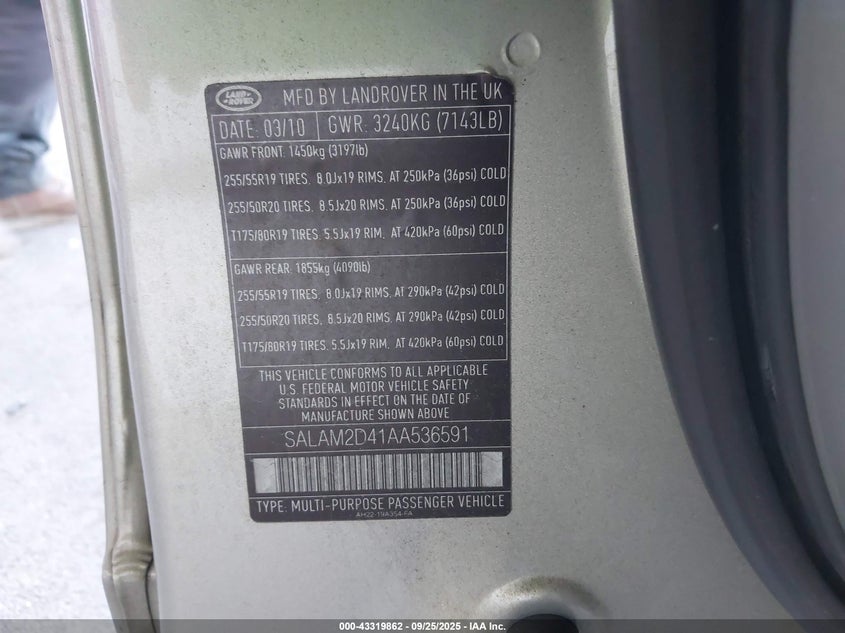 LAND ROVER
MFD BY LANDROVER IN THE UK
DATE: 03/10 GWR: 3240KG (7143LB)
GAWR FRONT: 1450kg (3197lb)
255/55R19 TIRES. 8.0Jx19 RIMS. AT 250kPa (36psi) COLD
255/50R20 TIRES. 8.5Jx20 RIMS. AT 250kPa (36psi) COLD
T175/80R19 TIRES. 5.5Jx19 RIM. AT 420kPa (60psi) COLD
GAWR REAR: 1855kg (4090lb)
255/55R19 TIRES. 8.0Jx19 RIMS. AT 290kPa (42psi) COLD
255/50R20 TIRES. 8.5Jx20 RIMS. AT 290kPa (42psi) COLD
T175/80R19 TIRES. 5.5Jx19 RIM. AT 420kPa (60psi) COLD
THIS VEHICLE CONFORMS TO ALL APPLICABLE
U.S. FEDERAL MOTOR VEHICLE SAFETY
STANDARDS IN EFFECT ON THE DATE OF
MANUFACTURE SHOWN ABOVE
SALAM2D41AA536591
TYPE: MULTI-PURPOSE PASSENGER VEHICLE
AH22-19A354-FA
000-43319862 - 09/25/2025 - IAA Inc.